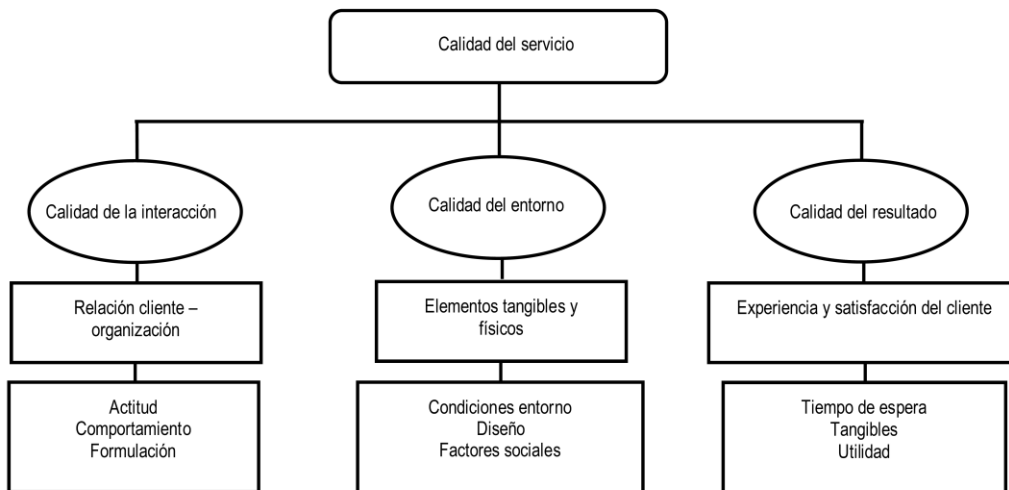 Calidad del servicio
Calidad de la interacción
Calidad del entorno
Calidad del resultado
Relación cliente –
organización
Elementos tangibles y
físicos
Experiencia y satisfacción del cliente
Actitud
Comportamiento
Formulación
Condiciones entorno
Diseño
Factores sociales
Tiempo de espera
Tangibles
Utilidad